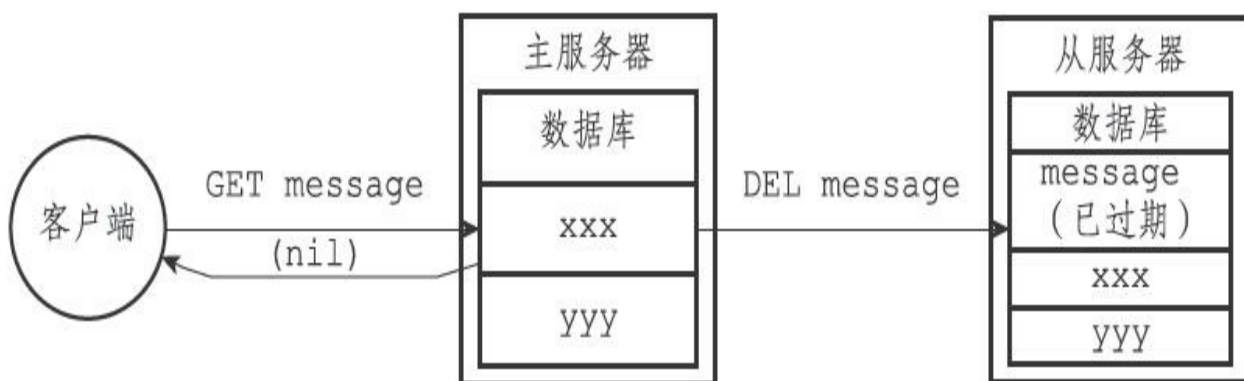 主服务器
数据库
xxx
yyy
从服务器
数据库
message
（已过期）
xxx
yyy
客户端
GET message
(nil)
DEL message